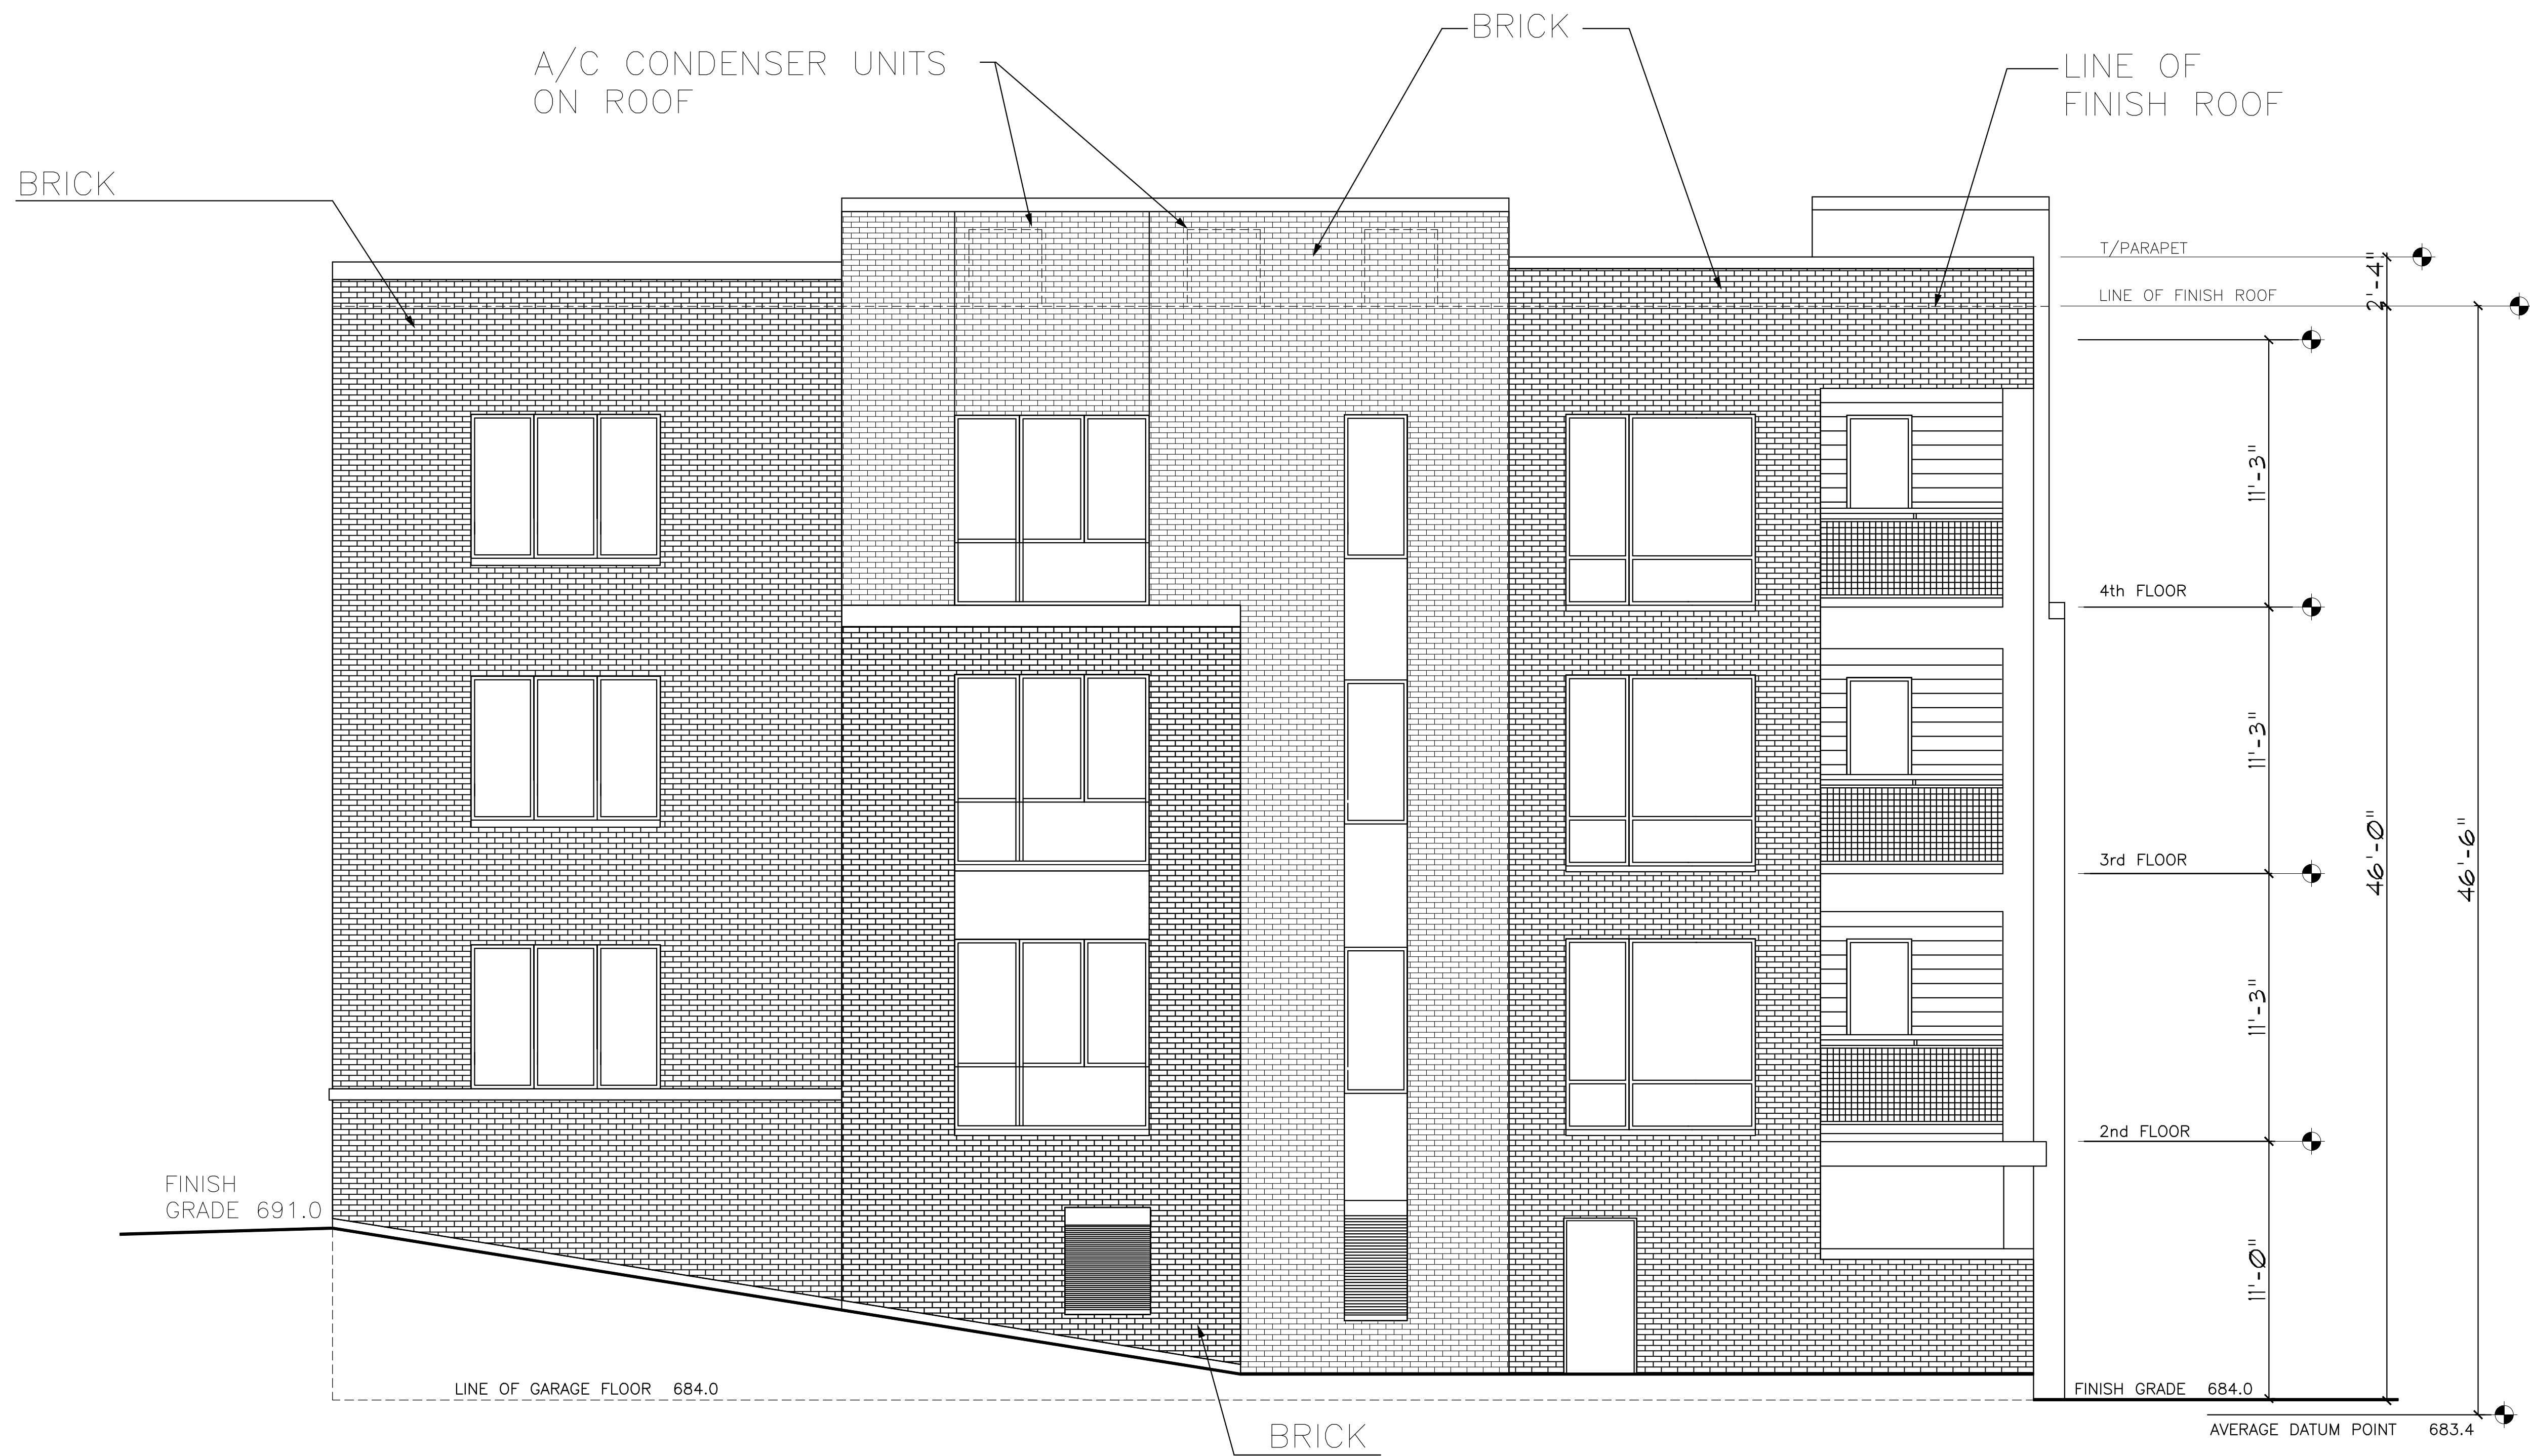 BRICK
A/C CONDENSER UNITS
ON ROOF
LINE OF
FINISH ROOF
BRICK
T/PARAPET
2'-4"
LINE OF FINISH ROOF
11'-3"
4th FLOOR
11'-3"
46'-0"
46'-6"
3rd FLOOR
11'-3"
2nd FLOOR
FINISH
GRADE 691.0
11'-0"
LINE OF GARAGE FLOOR 684.0
FINISH GRADE 684.0
AVERAGE DATUM POINT 683.4
BRICK